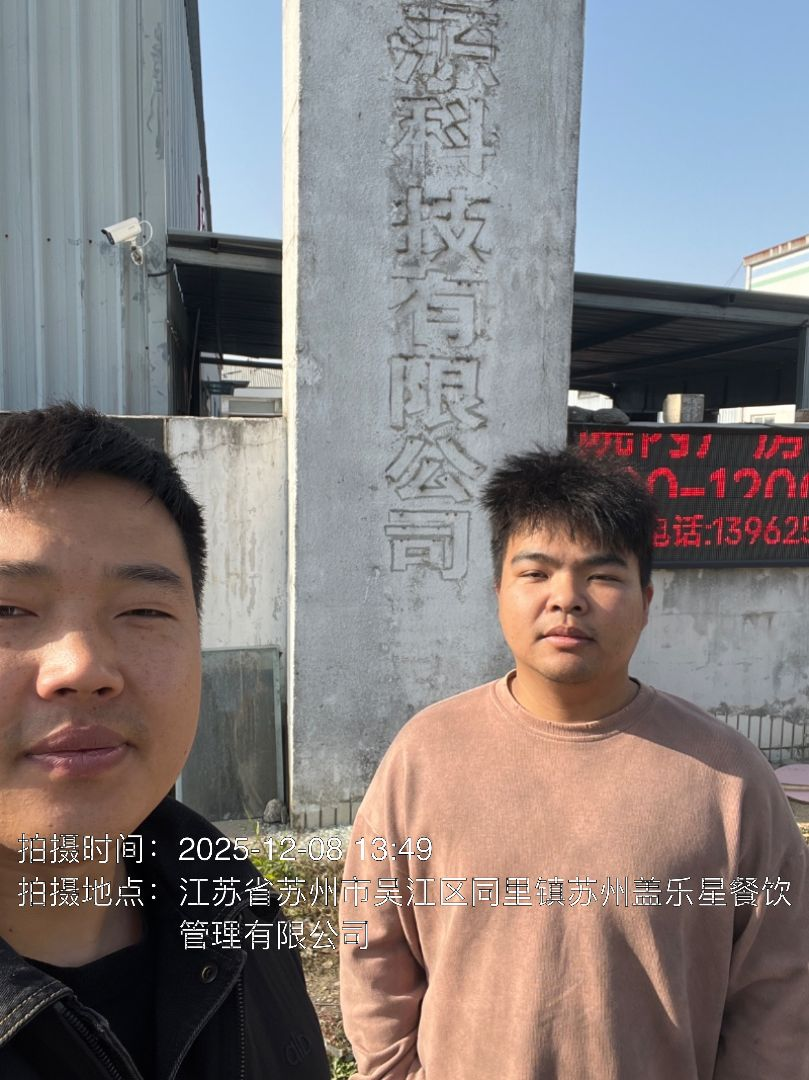 科技有限公司
电话:139625
拍摄时间：2025-12-08 13:49
拍摄地点：江苏省苏州市吴江区同里镇苏州盖乐星餐饮
管理有限公司